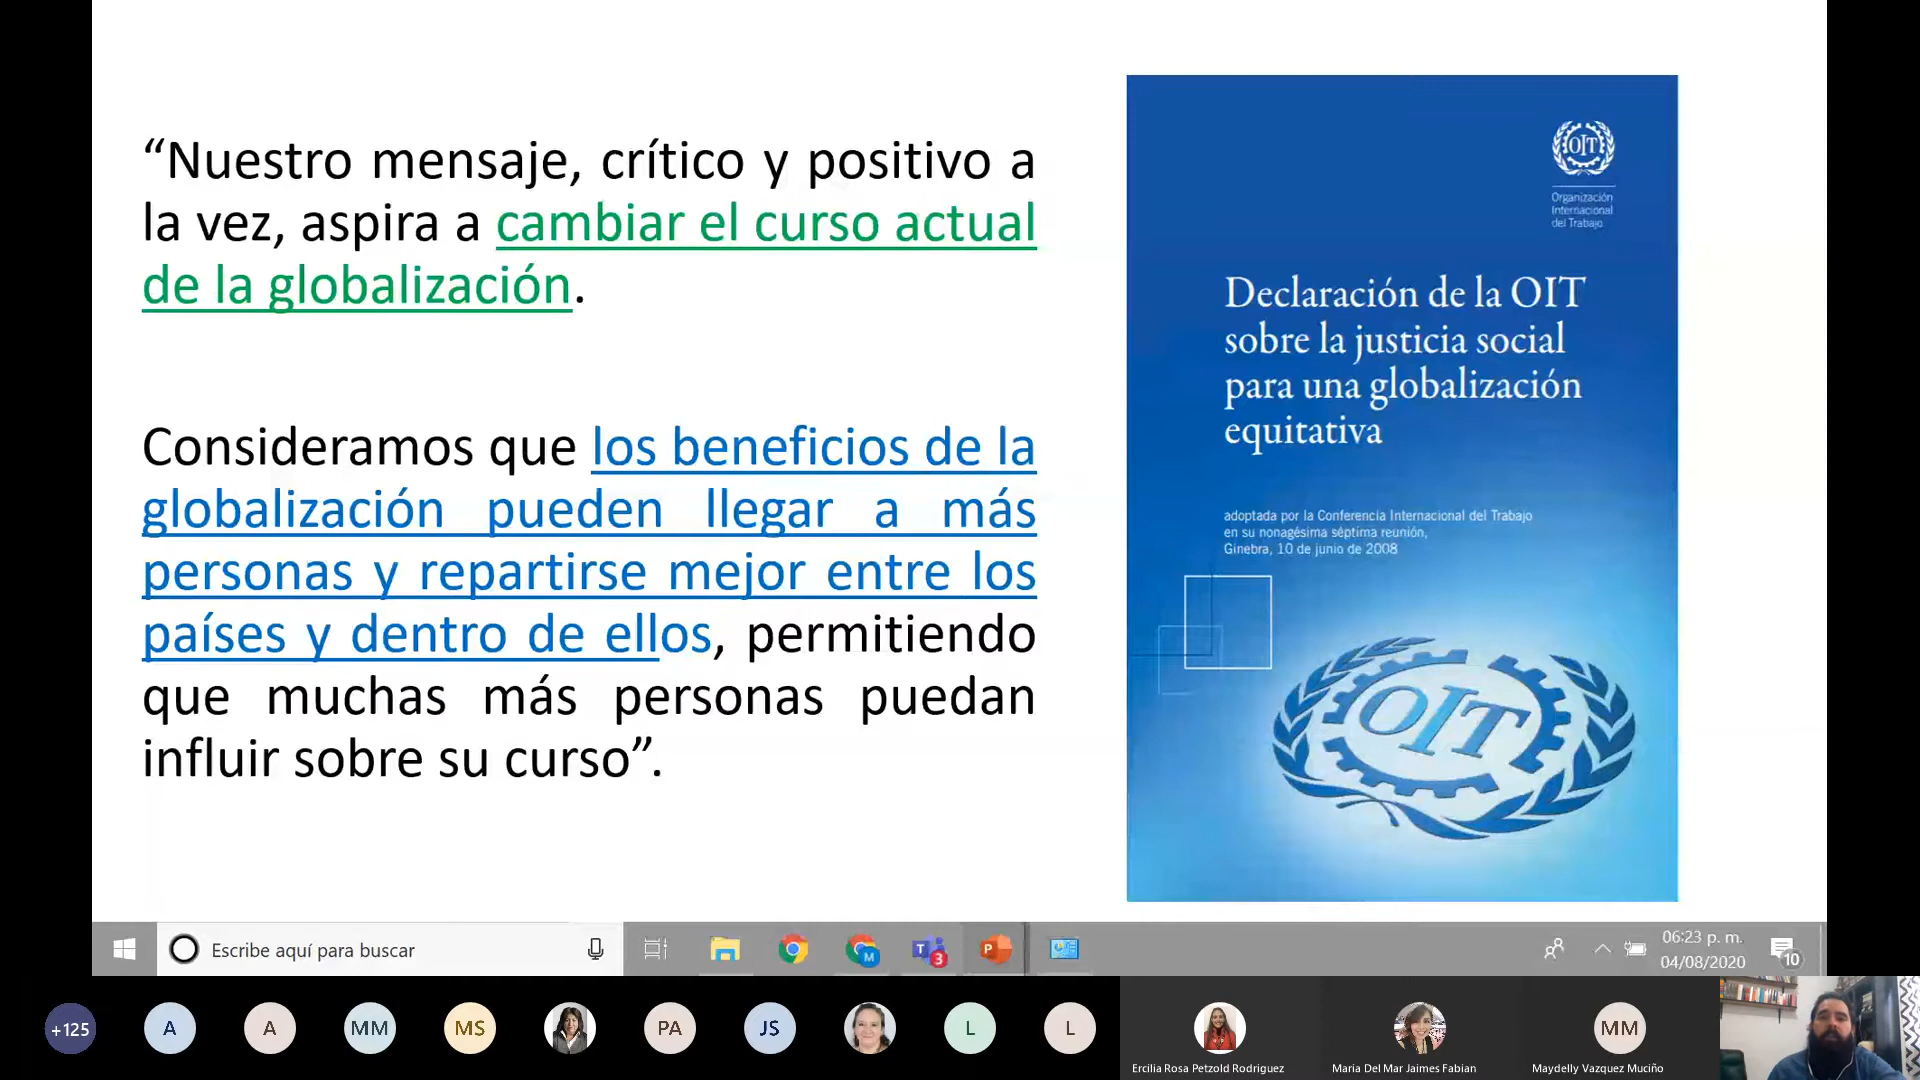 “Nuestro mensaje, crítico y positivo a
la vez, aspira a cambiar el curso actual
de la globalización.
Consideramos que los beneficios de la
globalización pueden llegar a más
personas y repartirse mejor entre los
países y dentro de ellos, permitiendo
que muchas más personas puedan
influir sobre su curso”.
OIT
Organización
Internacional
del Trabajo
Declaración de la OIT
sobre la justicia social
para una globalización
equitativa
adoptada por la Conferencia Internacional del Trabajo
en su nonagésima séptima reunión,
Ginebra, 10 de junio de 2008
OIT
Escribe aquí para buscar
M
T
3
P
06:23 p. m.
04/08/2020
10
+125
A
A
MM
MS
PA
JS
L
L
MM
Ercilia Rosa Petzold Rodriguez
Maria Del Mar Jaimes Fabian
Maydelly Vazquez Muciño